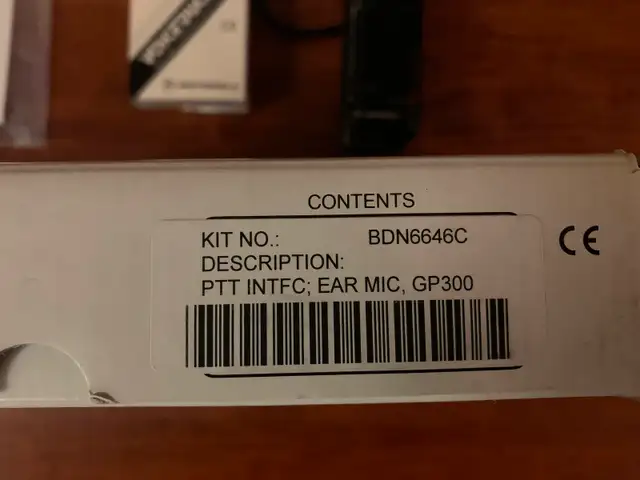 CONTENTS
KIT NO.: BDN6646C
DESCRIPTION:
PTT INTFC; EAR MIC, GP300
CE